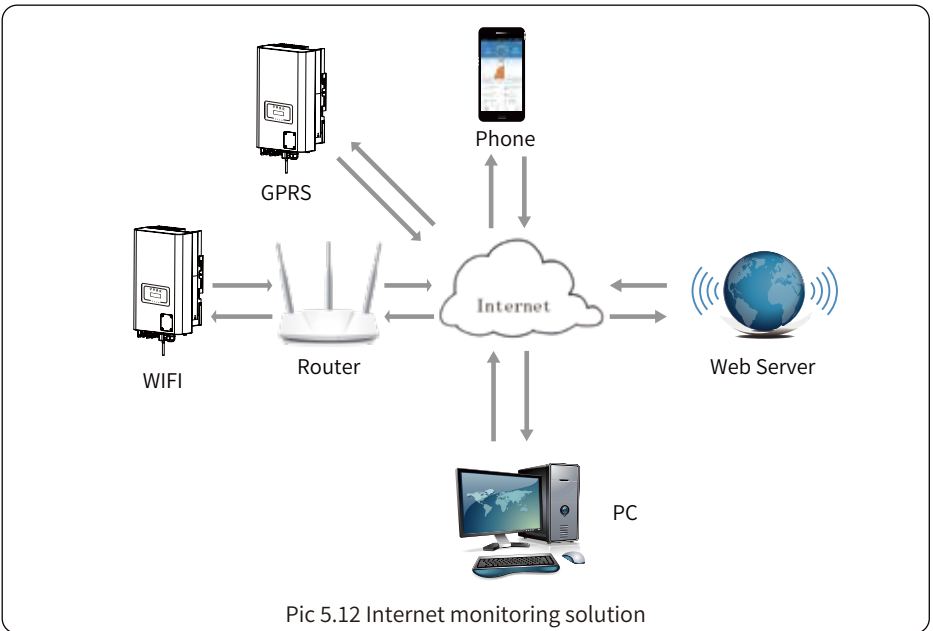 Phone
GPRS
Internet
WIFI
Router
Web Server
PC
Pic 5.12 Internet monitoring solution